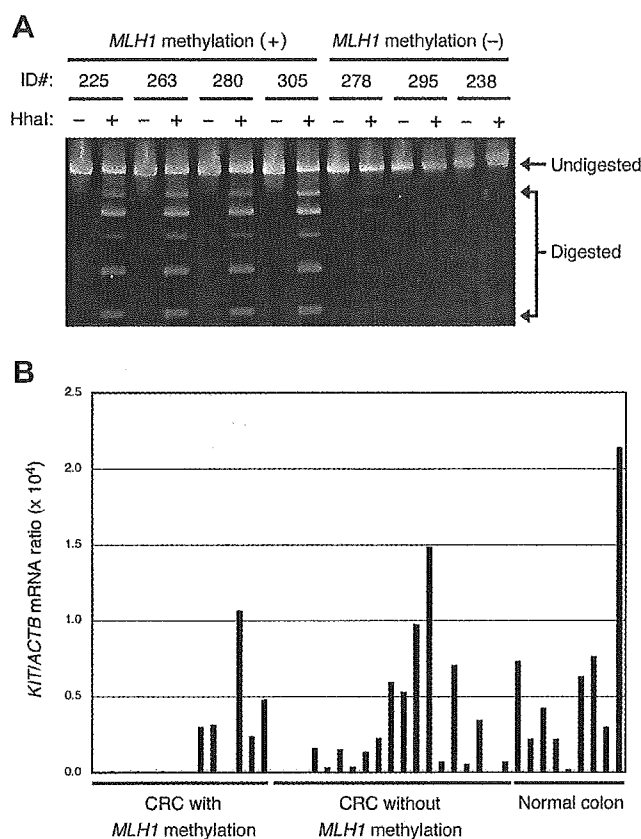 A
MLH1 methylation (+) MLH1 methylation (–)
ID#: 225 263 280 305 278 295 238
HhaI: – + – + – + – + – + – + – +
Undigested
Digested
B
KIT/ACTB mRNA ratio (x 10⁴)
2.5
2.0
1.5
1.0
0.5
0.0
CRC with MLH1 methylation
CRC without MLH1 methylation
Normal colon